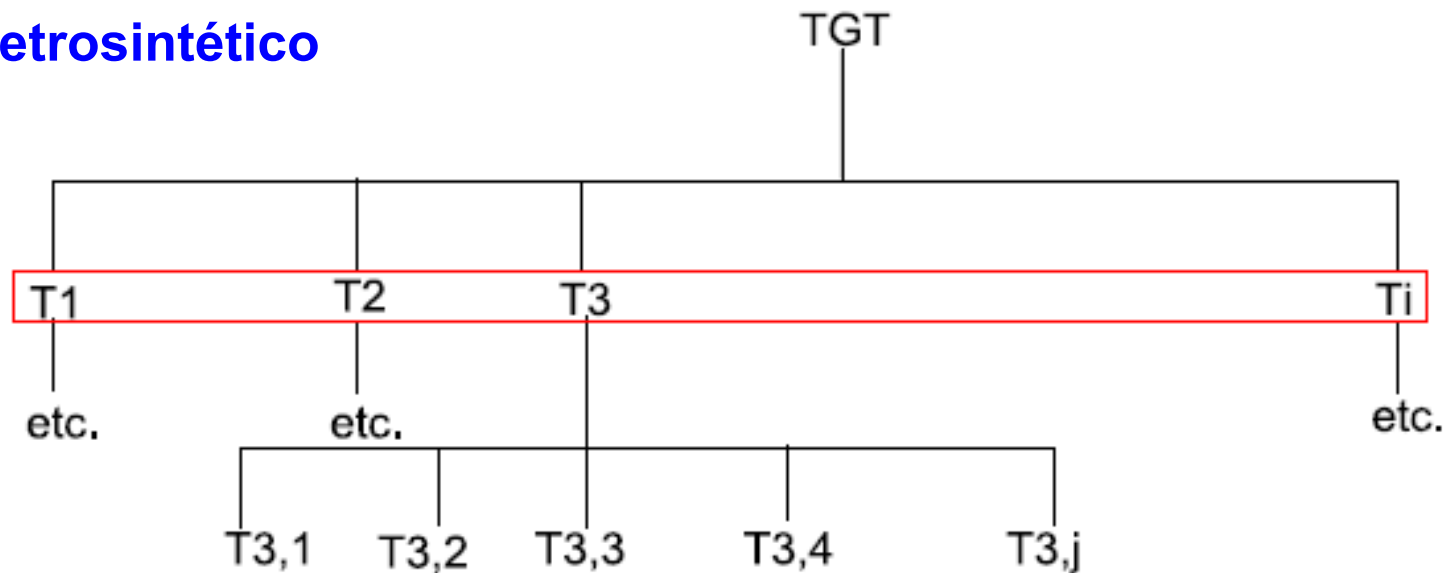 etrosintético
TGT
T1 T2 T3 Ti
etc. etc. etc.
T3,1 T3,2 T3,3 T3,4 T3,j